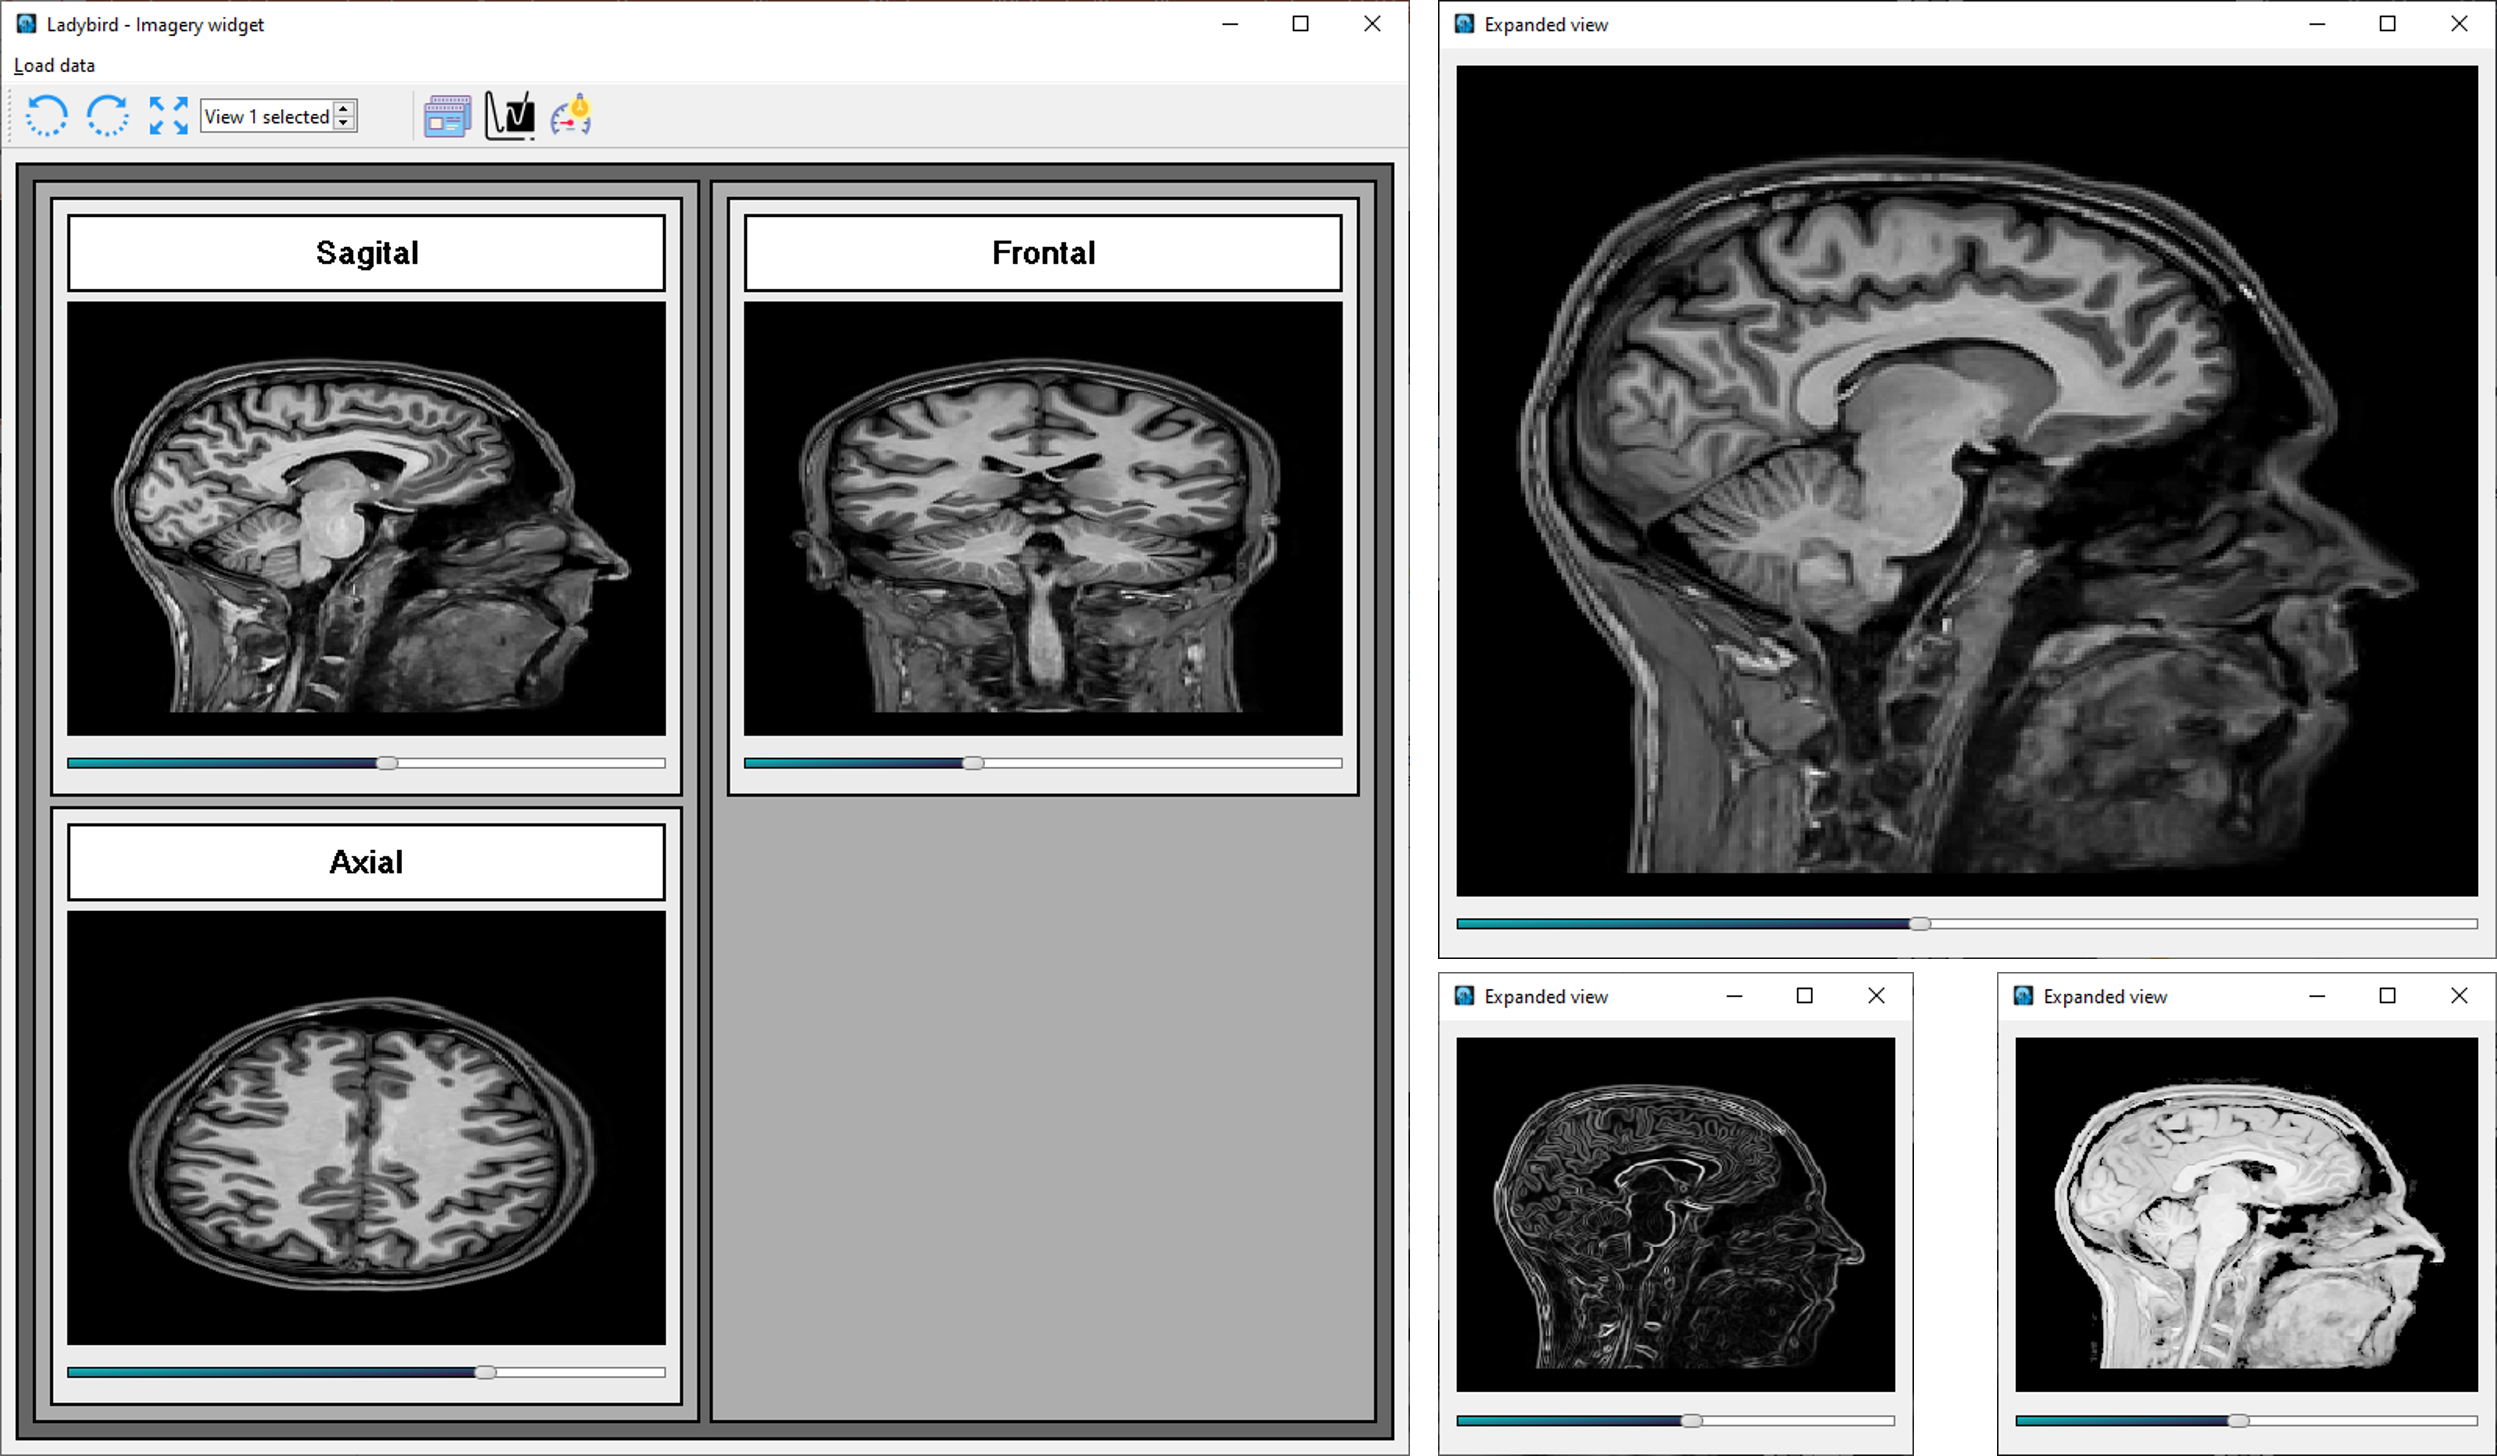 Ladybird - Imagery widget
Load data
View 1 selected
Sagital
Frontal
Axial
Expanded view
Expanded view
Expanded view